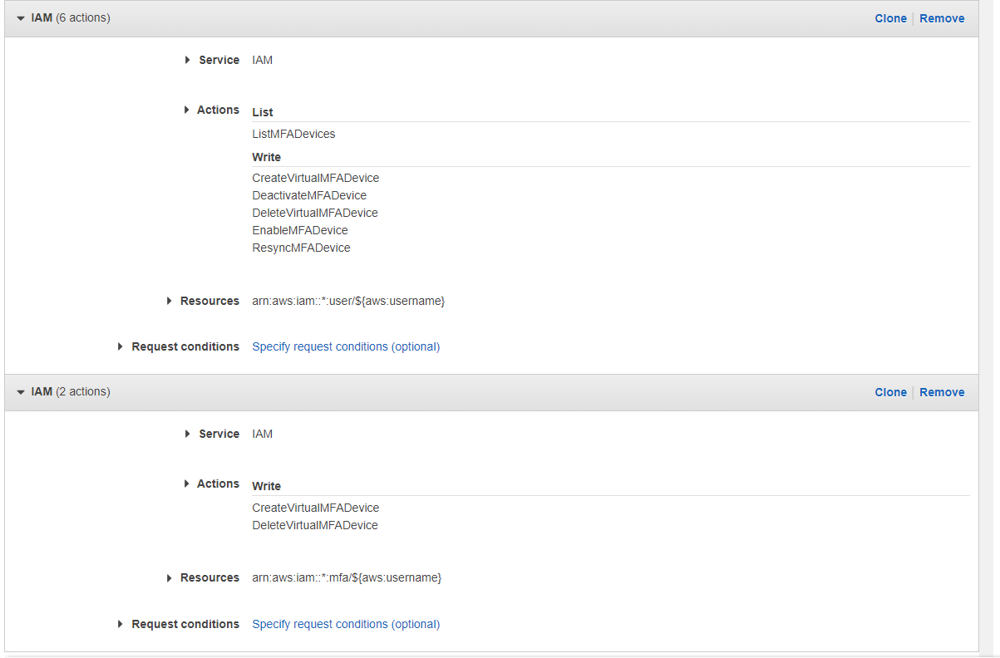 IAM (6 actions) Clone Remove
Service IAM
Actions List
ListMFADevices
Write
CreateVirtualMFADevice
DeactivateMFADevice
DeleteVirtualMFADevice
EnableMFADevice
ResyncMFADevice
Resources arn:aws:iam::*:user/${aws:username}
Request conditions Specify request conditions (optional)
IAM (2 actions) Clone Remove
Service IAM
Actions Write
CreateVirtualMFADevice
DeleteVirtualMFADevice
Resources arn:aws:iam::*:mfa/${aws:username}
Request conditions Specify request conditions (optional)